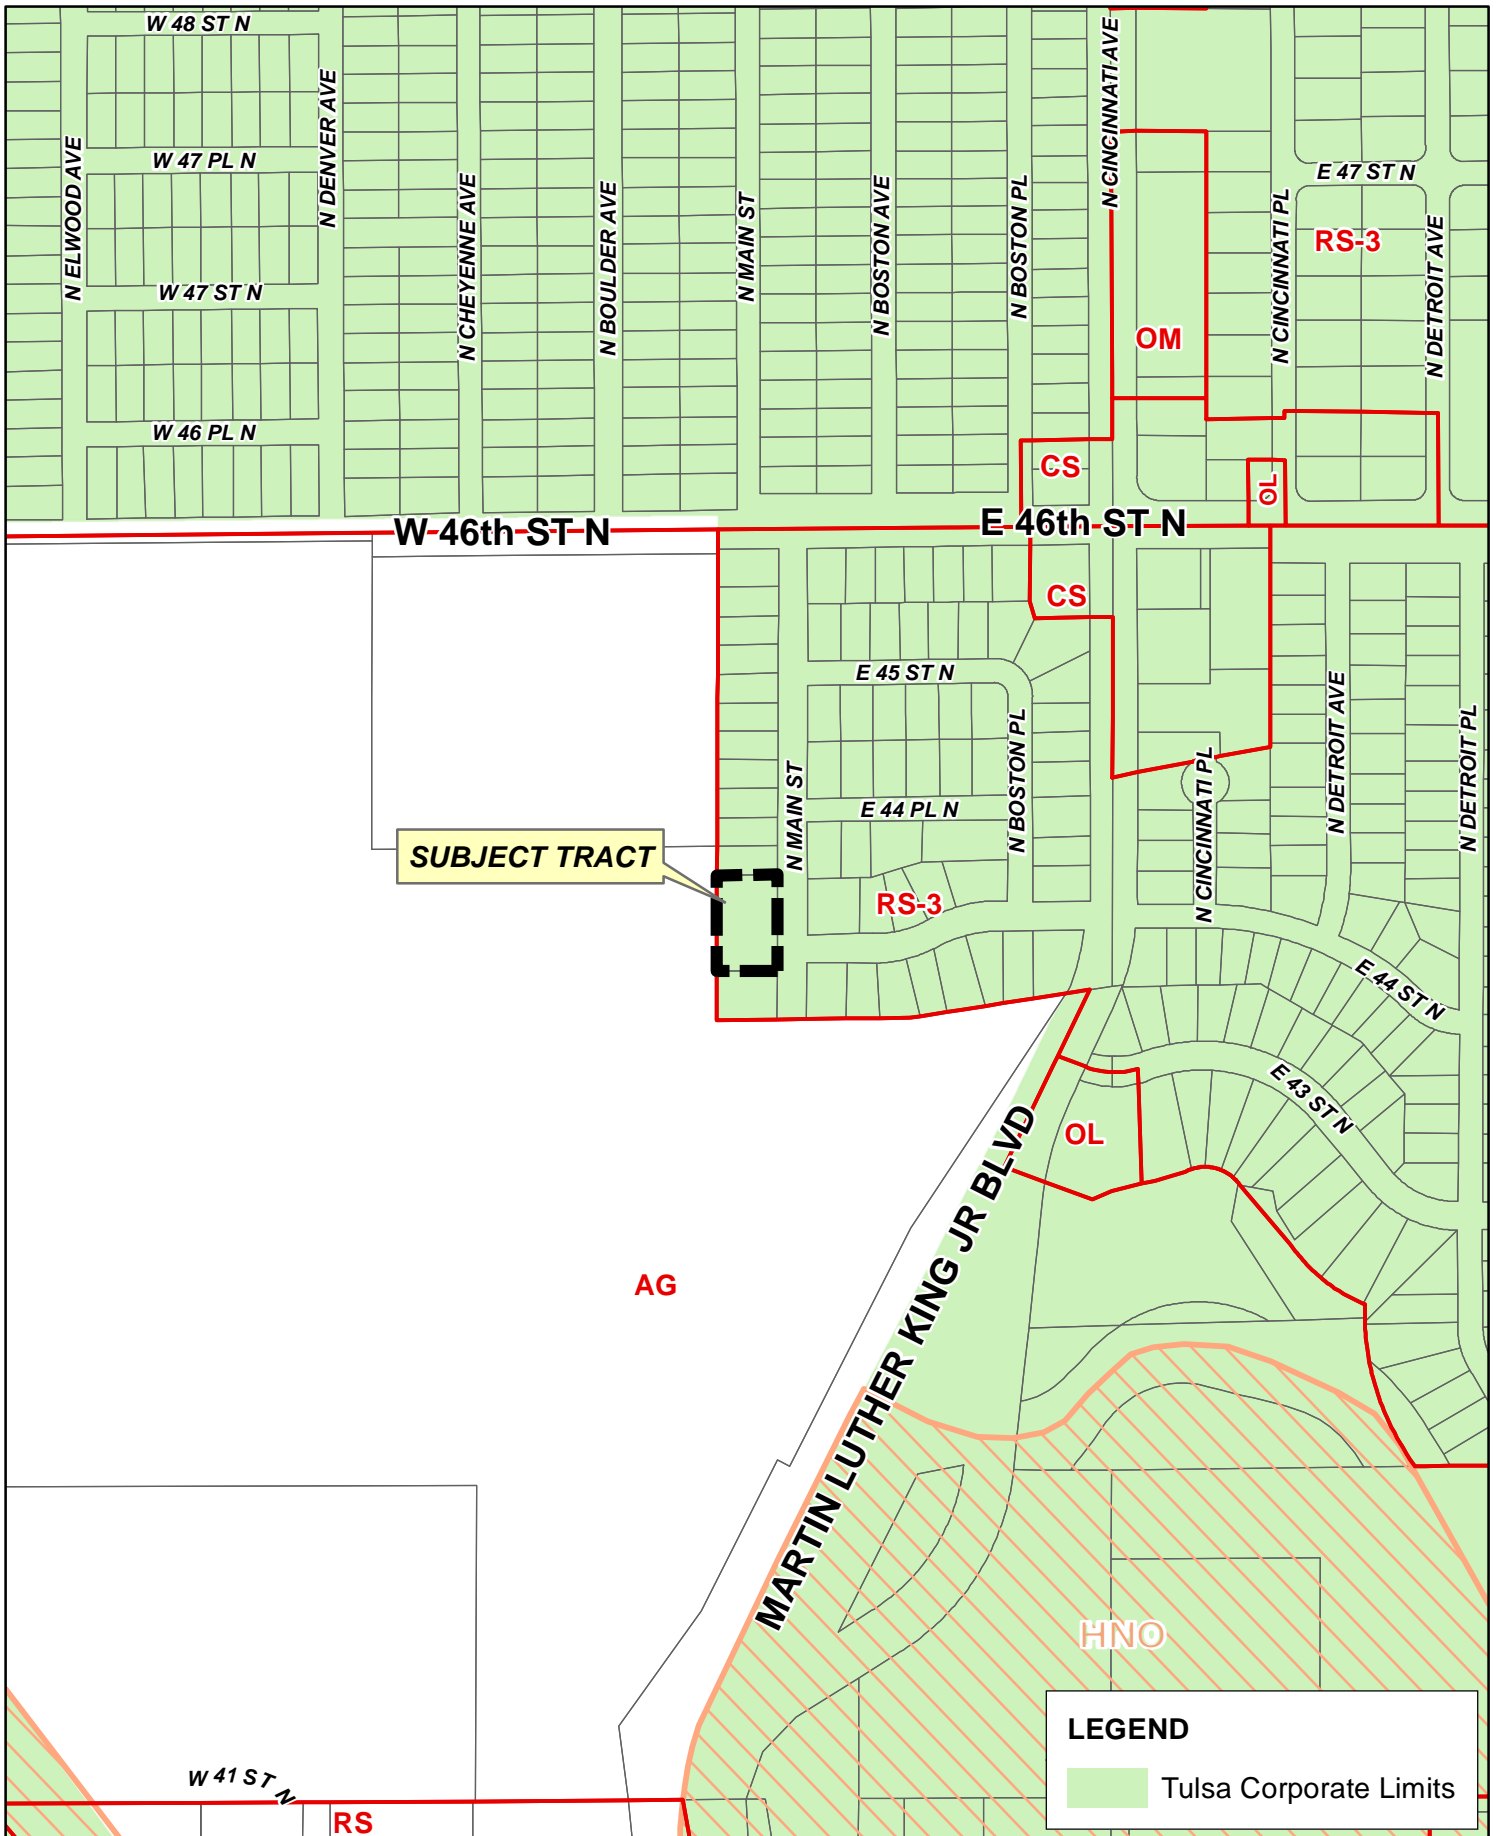 W 48 ST N
N CINCINNATI AVE
N DENVER AVE
N ELWOOD AVE
W 47 PL N
E 47 ST N
N CHEYENNE AVE
N BOULDER AVE
N MAIN ST
N BOSTON AVE
N BOSTON PL
N CINCINNATI PL
RS-3
N DETROIT AVE
W 47 ST N
OM
W 46 PL N
CS
OL
W 46th ST N
E 46th ST N
CS
E 45 ST N
N MAIN ST
N BOSTON PL
N CINCINNATI PL
N DETROIT AVE
N DETROIT PL
E 44 PL N
SUBJECT TRACT
RS-3
E 44 ST N
E 43 ST N
OL
MARTIN LUTHER KING JR BLVD
AG
HNO
LEGEND
Tulsa Corporate Limits
W 41 ST N
RS